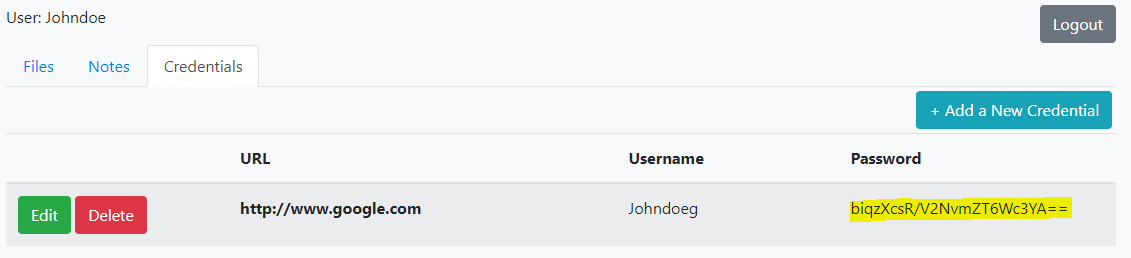 User: Johndoe
Logout
Files Notes Credentials
+ Add a New Credential
URL Username Password
Edit Delete http://www.google.com Johndoeg biqzXcsR/V2NvmZT6Wc3YA==